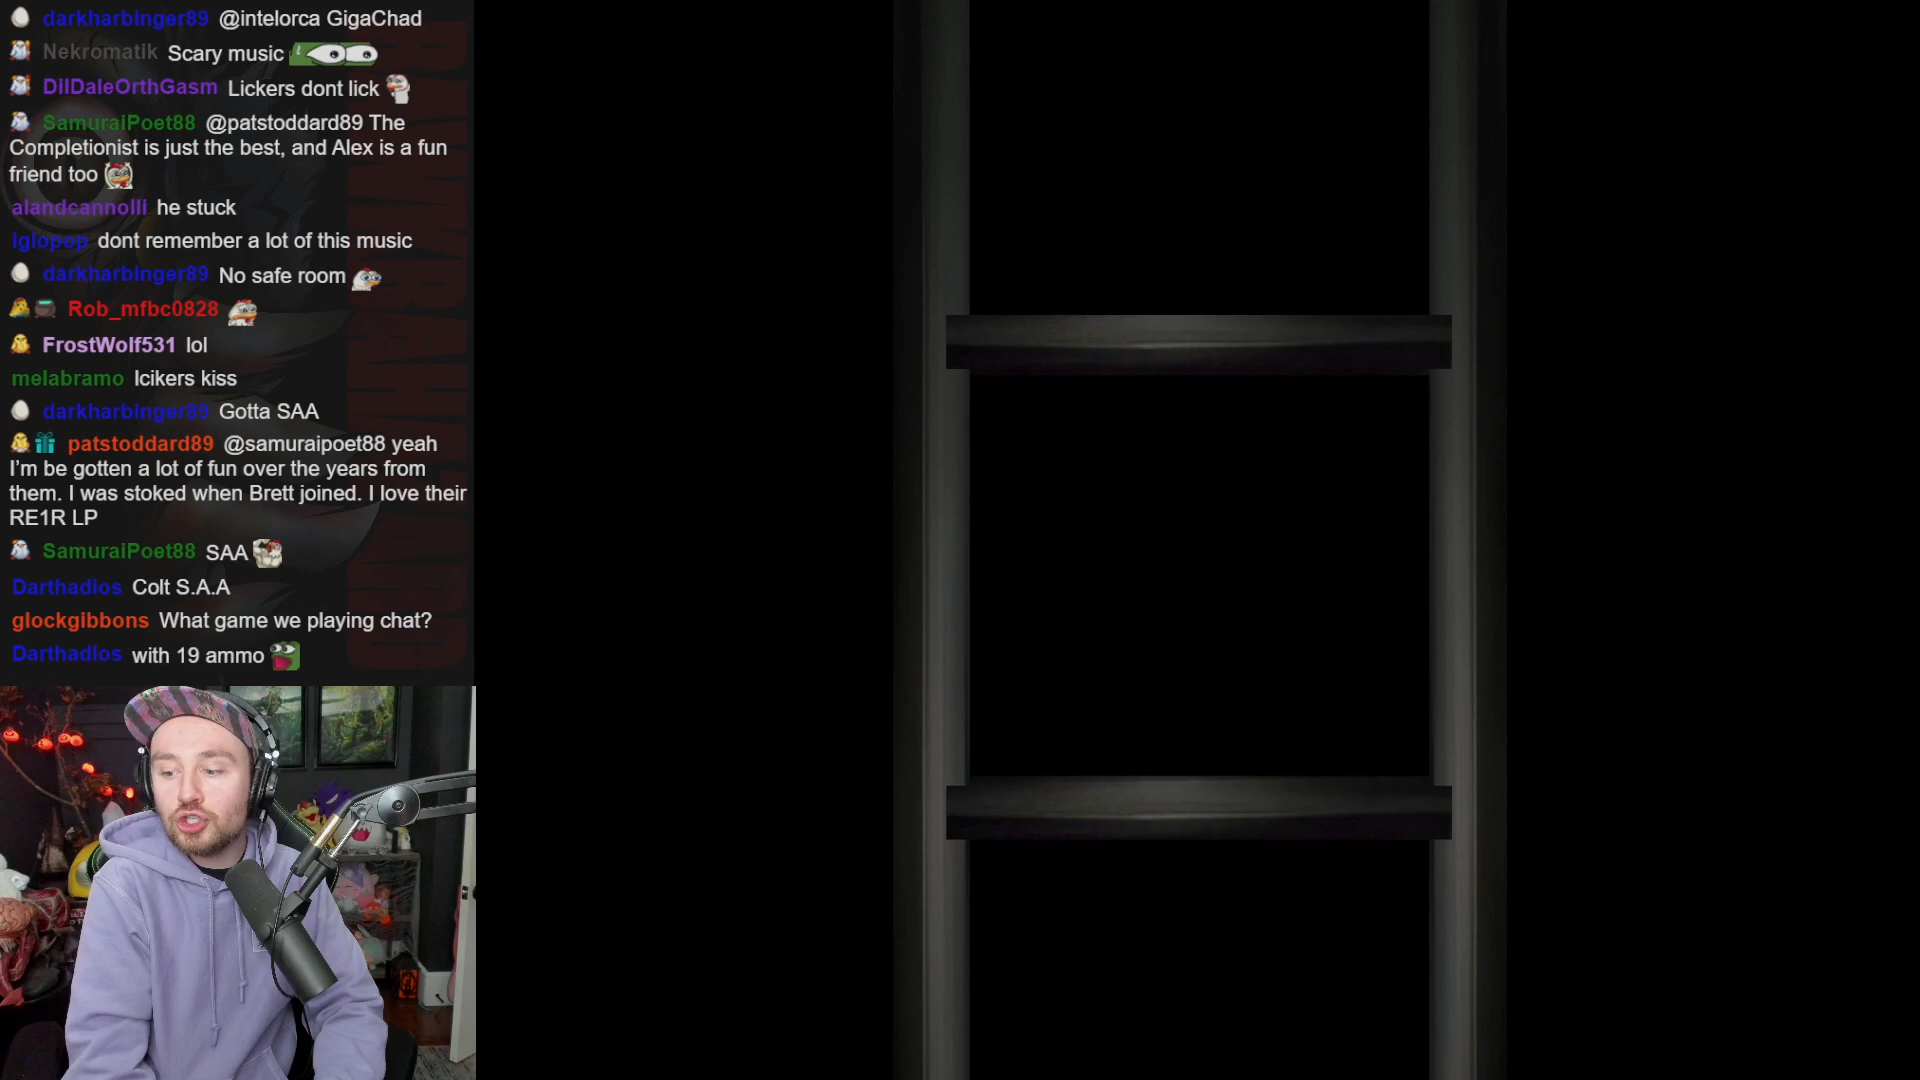 darkharbinger89 @intelorca GigaChad
Nekromatik Scary music
DilDaleOrthGasm Lickers dont lick
SamuraiPoet88 @patstoddard89 The
Completionist is just the best, and Alex is a fun
friend too
alandcannolli he stuck
Iglopop dont remember a lot of this music
darkharbinger89 No safe room
Rob_mfbc0828
FrostWolf531 lol
melabramo lcikers kiss
darkharbinger89 Gotta SAA
patstoddard89 @samuraipoet88 yeah
I'm be gotten a lot of fun over the years from
them. I was stoked when Brett joined. I love their
RE1R LP
SamuraiPoet88 SAA
Darthadios Colt S.A.A
glockgibbons What game we playing chat?
Darthadios with 19 ammo